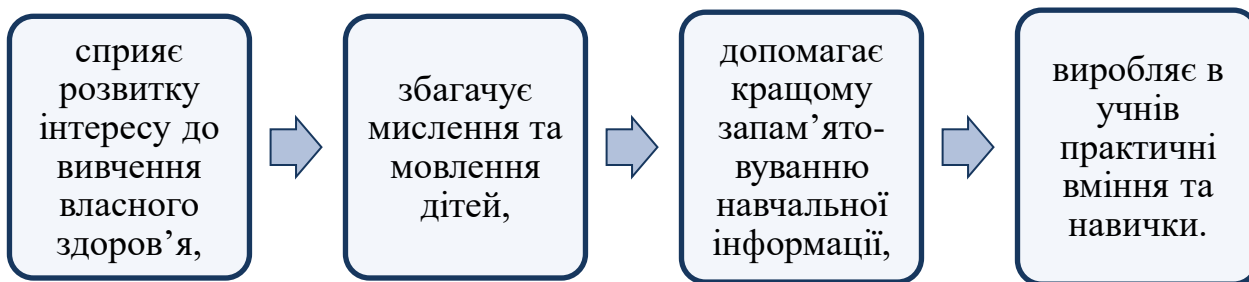 сприяє
розвитку
інтересу до
вивчення
власного
здоров’я,
збагачує
мислення та
мовлення
дітей,
допомагає
кращому
запам’ято-
вуванню
навчальної
інформації,
виробляє в
учнів
практичні
вміння та
навички.